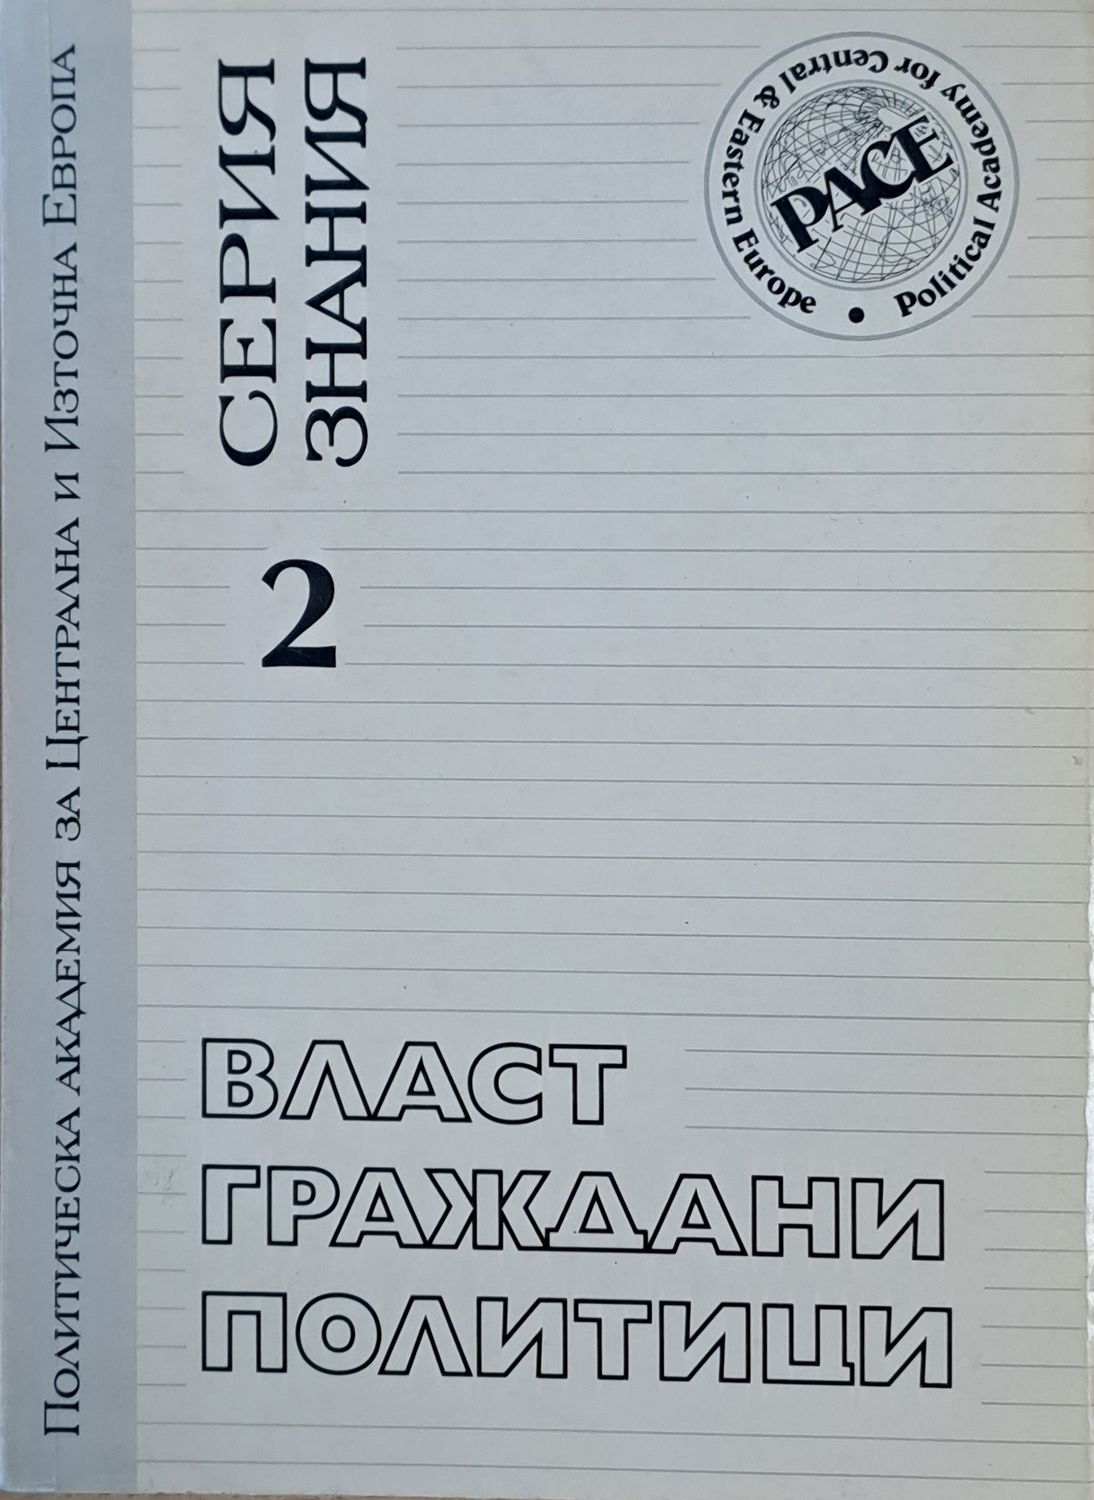 Политическа академия за Централна и Източна Европа
СЕРИЯ
ЗНАНИЯ
2
Political Academy for Central & Eastern Europe •
PACE
ВЛАСТ
ГРАЖДАНИ
ПОЛИТИЦИ